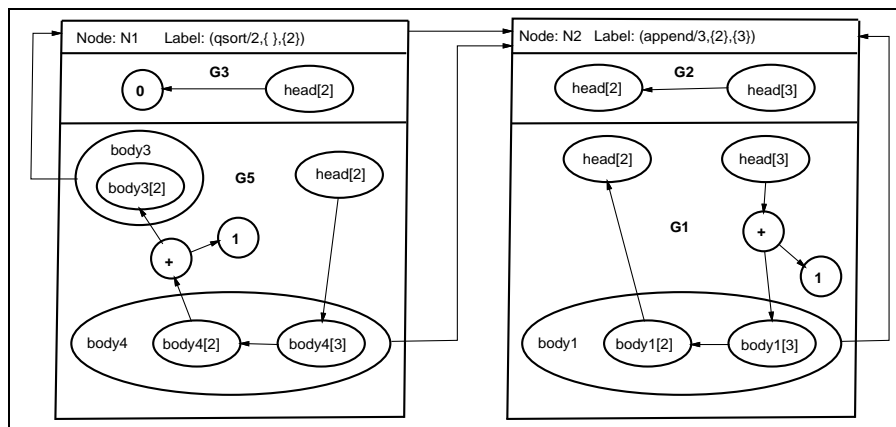 Node: N1 Label: (qsort/2,{ },{2})
G3
0
head[2]
body3
body3[2]
G5
head[2]
+
1
body4
body4[2]
body4[3]
Node: N2 Label: (append/3,{2},{3})
G2
head[2]
head[3]
head[2]
head[3]
G1
+
1
body1
body1[2]
body1[3]